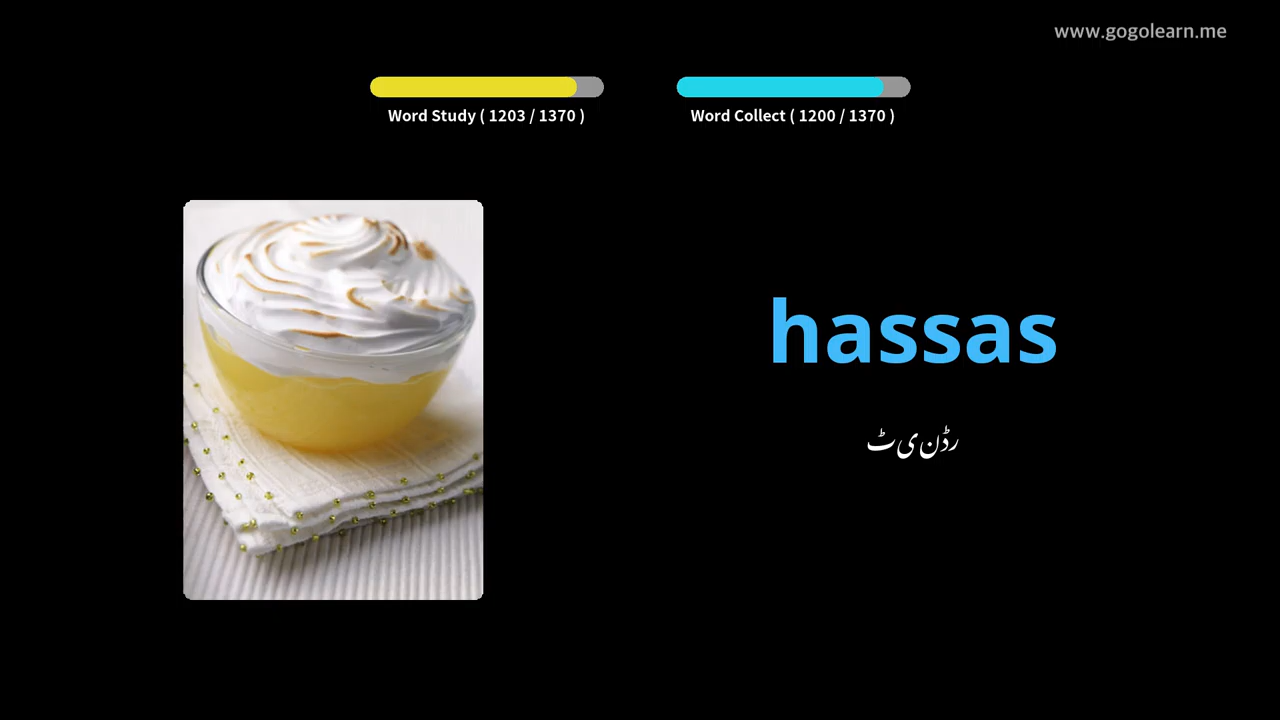 www.gogolearn.me
Word Study ( 1203 / 1370 )
Word Collect ( 1200 / 1370 )
hassas
رڈن ی ٹ